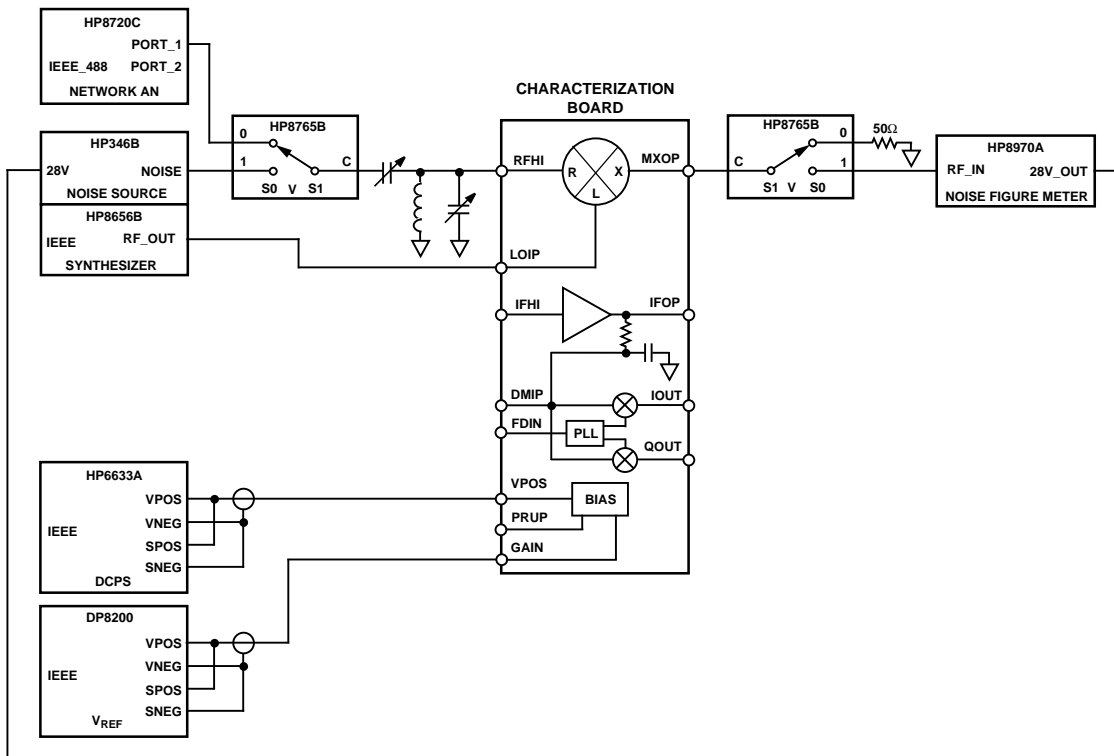 HP8720C
PORT_1
IEEE_488 PORT_2
NETWORK AN
HP346B
28V NOISE
NOISE SOURCE
HP8656B
IEEE RF_OUT
SYNTHESIZER
HP8765B
0
1 C
S0 V S1
CHARACTERIZATION
BOARD
RFHI R X MXOP
L
LOIP
IFHI IFOP
DMIP IOUT
FDIN PLL
QOUT
VPOS BIAS
PRUP
GAIN
HP8765B
0 50Ω
C 1
S1 V S0
HP8970A
RF_IN 28V_OUT
NOISE FIGURE METER
HP6633A
VPOS
VNEG
IEEE
SPOS
SNEG
DCPS
DP8200
VPOS
VNEG
IEEE
SPOS
SNEG
VREF